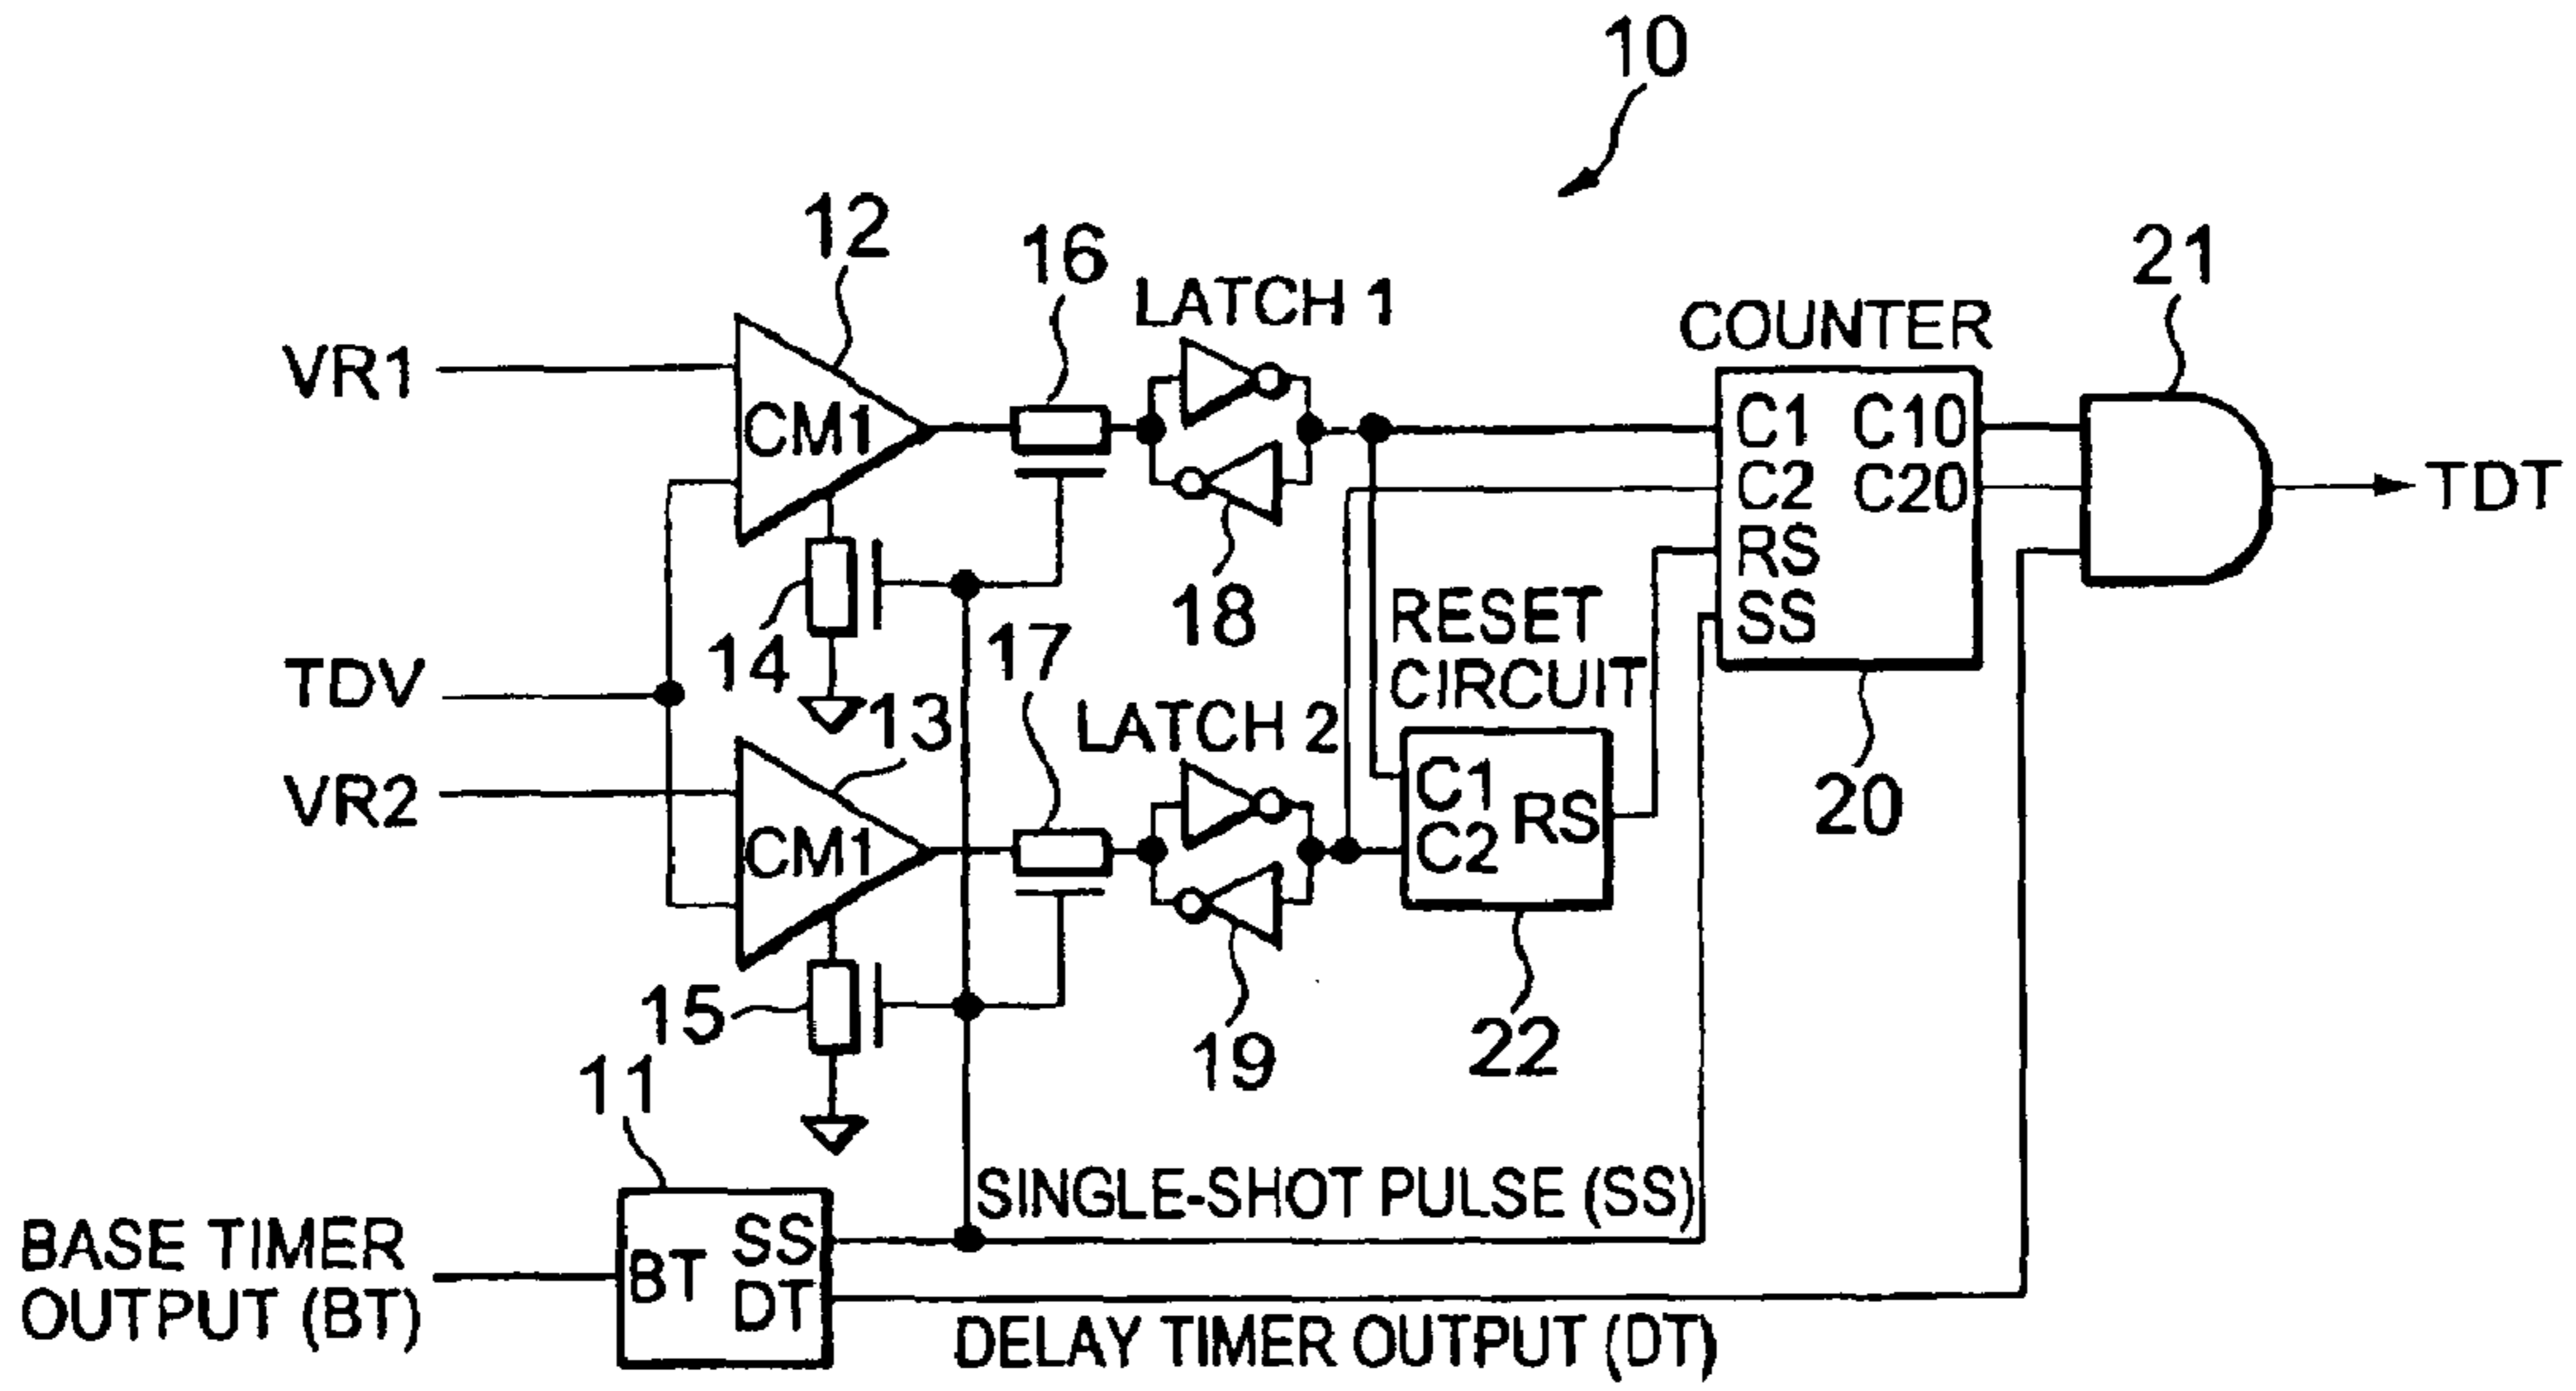 10
12
16
LATCH 1
21
COUNTER
VR1
CM1
C1 C10
C2 C20
RS
SS
TDT
14
18
RESET
CIRCUIT
TDV
13
17
LATCH 2
20
VR2
CM1
C1
C2
RS
15
19
22
11
SINGLE-SHOT PULSE (SS)
BASE TIMER
OUTPUT (BT)
BT
SS
DT
DELAY TIMER OUTPUT (DT)